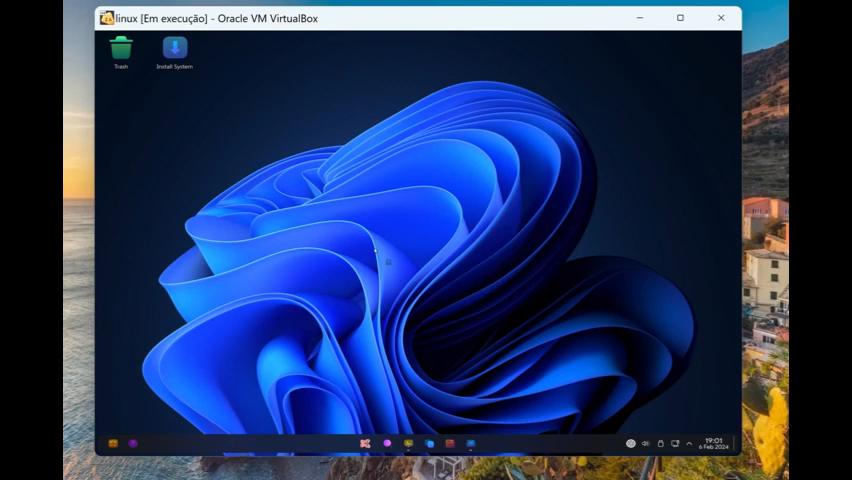 linux [Em execução] - Oracle VM VirtualBox
Trash
Install System
19:01
6 Feb 2024